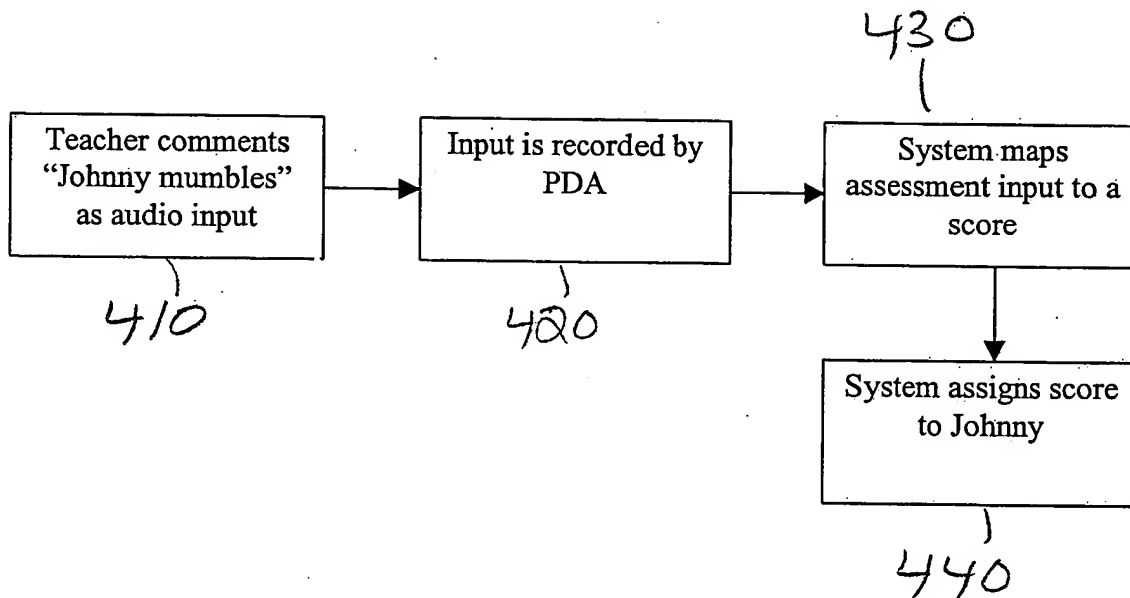 430
Teacher comments
“Johnny mumbles”
as audio input
Input is recorded by
PDA
System maps
assessment input to a
score
410
420
System assigns score
to Johnny
440